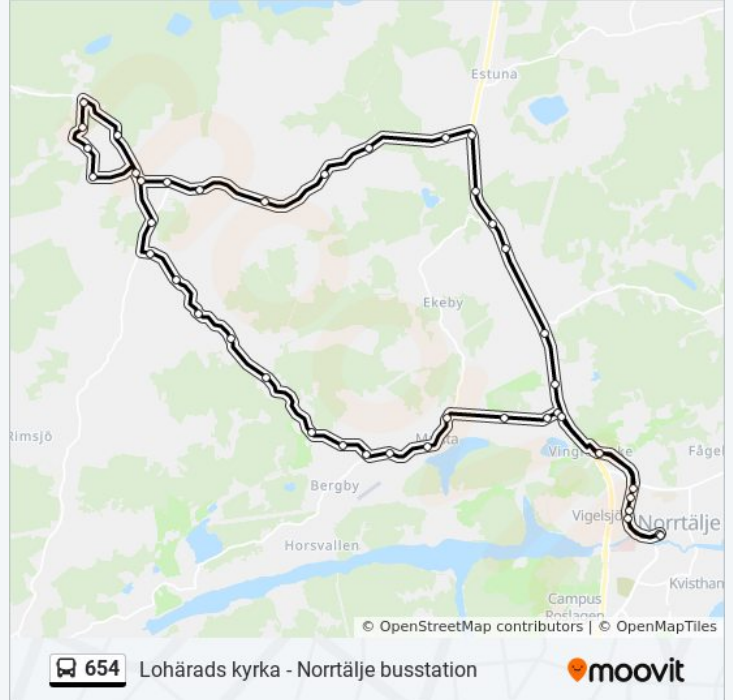 Estuna
Ekeby
Rimsjö
Bergby
Horsvallen
Vigelsjö
Norrtälje
Kvisthan
Campus
Roslagen
© OpenStreetMap contributors | © OpenMapTiles
654 Lohärads kyrka - Norrtälje busstation
moovit